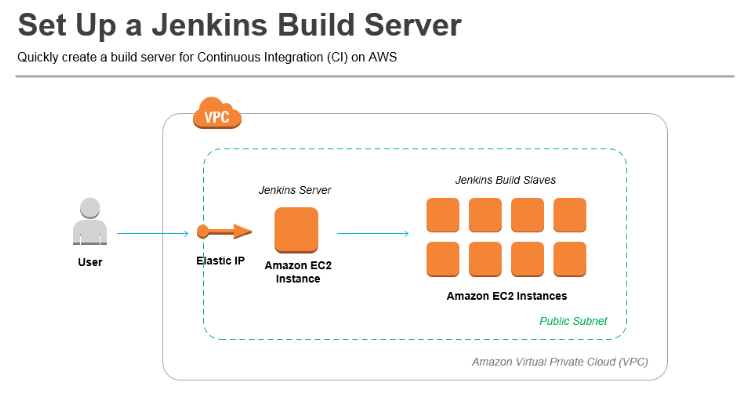 Set Up a Jenkins Build Server
Quickly create a build server for Continuous Integration (CI) on AWS
VPC
Jenkins Server
Jenkins Build Slaves
User
Elastic IP
Amazon EC2
Instance
Amazon EC2 Instances
Public Subnet
Amazon Virtual Private Cloud (VPC)